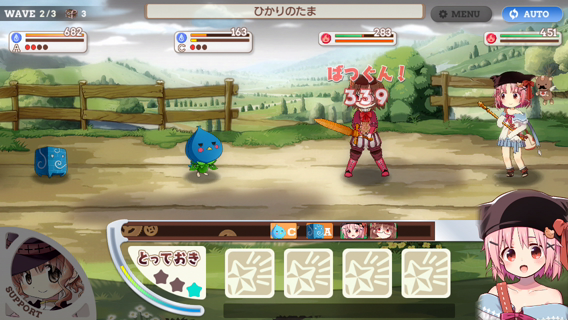 WAVE 2/3
3
ひかりのたま
MENU
AUTO
682
A
163
C
283
451
ばつぐん!
339
C
A
とっておき
SUPPORT